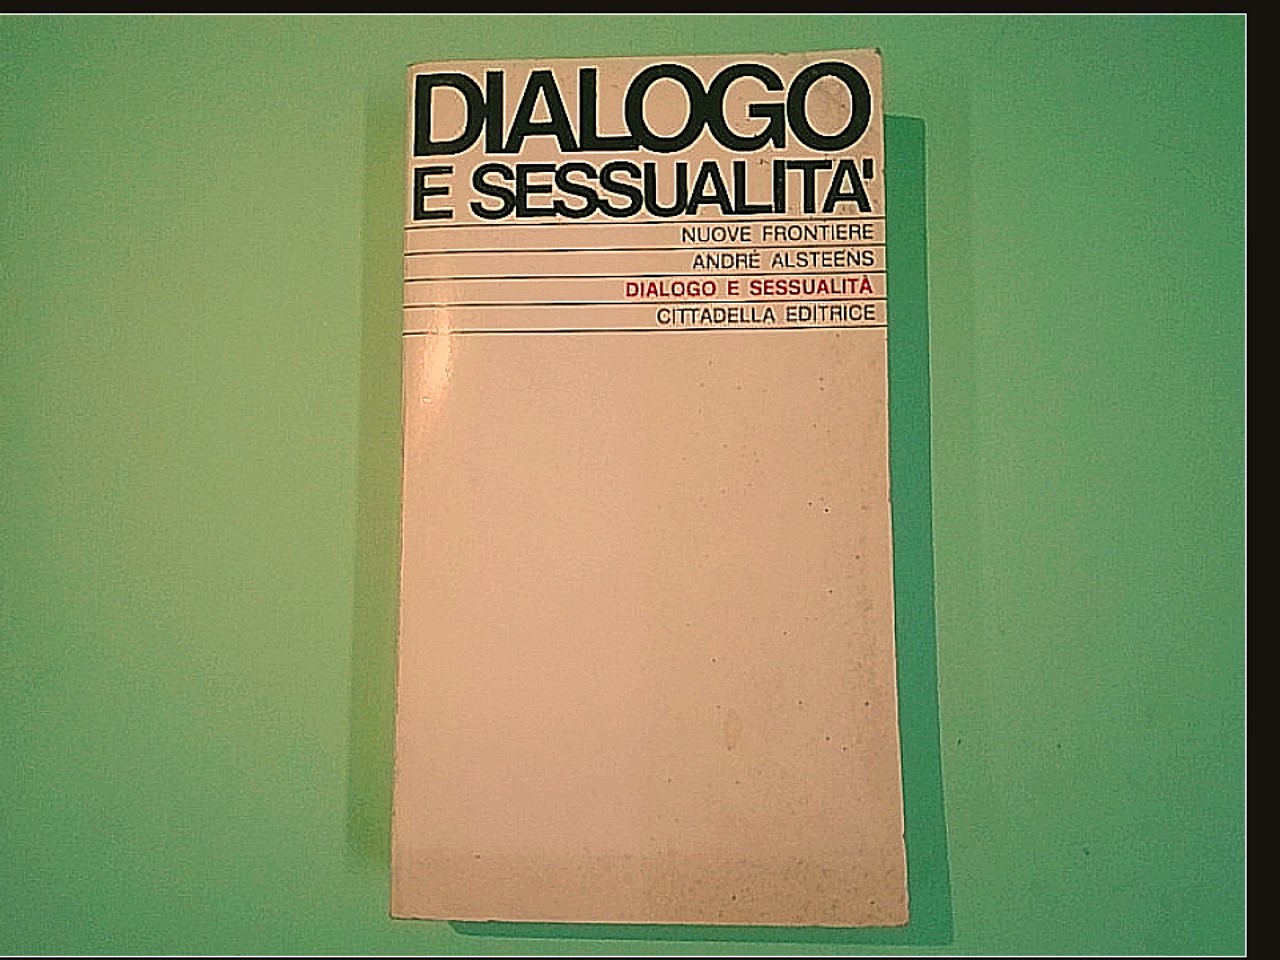 DIALOGO
E SESSUALITA'
NUOVE FRONTIERE
ANDRÉ ALSTEENS
DIALOGO E SESSUALITÀ
CITTADELLA EDITRICE